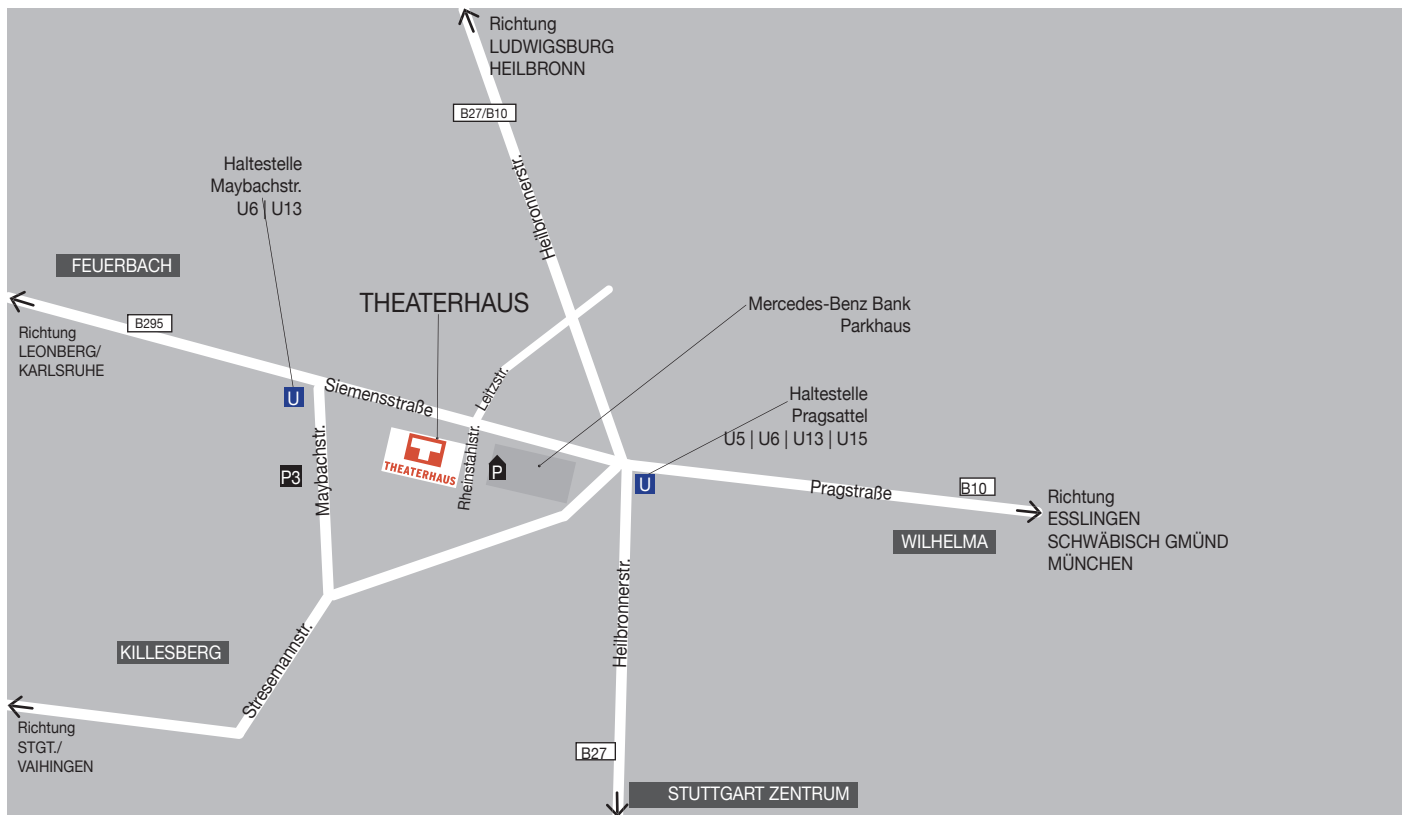 Richtung
LUDWIGSBURG
HEILBRONN
B27/B10
Heilbronnerstr.
Haltestelle
Maybachstr.
U6 | U13
FEUERBACH
B295
Richtung
LEONBERG/
KARLSRUHE
THEATERHAUS
Mercedes-Benz Bank
Parkhaus
Leitzstr.
Siemensstraße
U
Haltestelle
Pragsattel
U5 | U6 | U13 | U15
THEATERHAUS
Rheinstahlstr.
P
P3
Maybachstr.
U
Pragstraße
B10
Richtung
ESSLINGEN
SCHWÄBISCH GMÜND
MÜNCHEN
WILHELMA
Heilbronnerstr.
KILLESBERG
Stresemannstr.
Richtung
STGT./
VAIHINGEN
B27
STUTTGART ZENTRUM